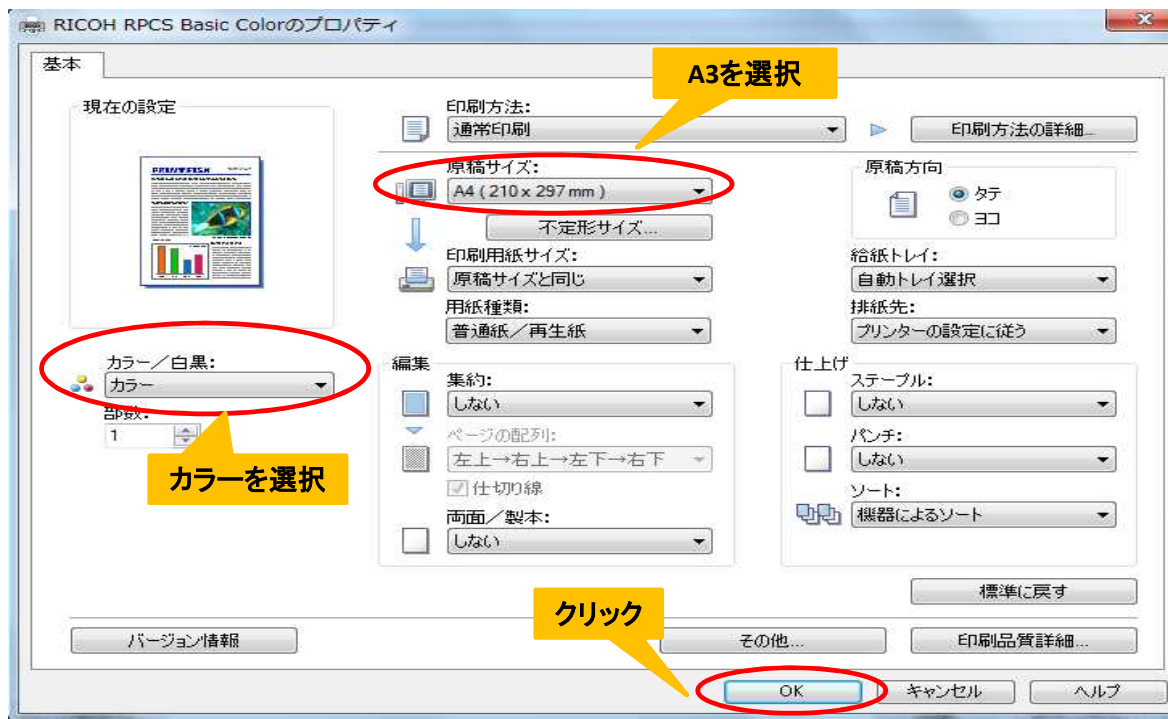 RICOH RPCS Basic Colorのプロパティ
基本
A3を選択
現在の設定
PRINTFISH
印刷方法:
通常印刷
印刷方法の詳細...
原稿サイズ:
A4 ( 210 x 297 mm )
不定形サイズ...
原稿方向
タテ
ヨコ
印刷用紙サイズ:
原稿サイズと同じ
給紙トレイ:
自動トレイ選択
用紙種類:
普通紙／再生紙
排紙先:
プリンターの設定に従う
カラー／白黒:
カラー
部数:
1
カラーを選択
編集
集約:
しない
ページの配列:
左上→右上→左下→右下
仕切り線
両面／製本:
しない
仕上げ
ステープル:
しない
パンチ:
しない
ソート:
機器によるソート
標準に戻す
クリック
バージョン情報
その他...
印刷品質詳細...
OK
キャンセル
ヘルプ